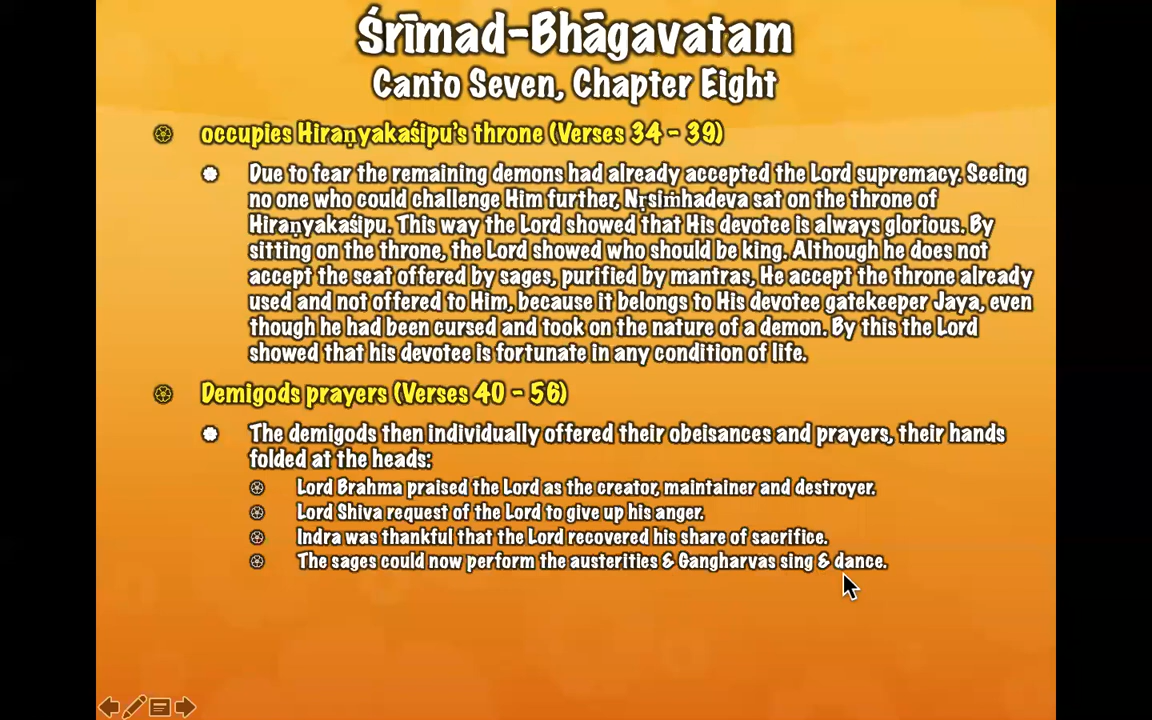 Śrīmad-Bhāgavatam
Canto Seven, Chapter Eight
occupies Hiraṇyakaśipu's throne (Verses 34 - 39)
Due to fear the remaining demons had already accepted the Lord supremacy. Seeing
no one who could challenge Him further, Nṛsiṁhadeva sat on the throne of
Hiraṇyakaśipu. This way the Lord showed that His devotee is always glorious. By
sitting on the throne, the Lord showed who should be king. Although he does not
accept the seat offered by sages, purified by mantras, He accept the throne already
used and not offered to Him, because it belongs to His devotee gatekeeper Jaya, even
though he had been cursed and took on the nature of a demon. By this the Lord
showed that his devotee is fortunate in any condition of life.
Demigods prayers (Verses 40 - 56)
The demigods then individually offered their obeisances and prayers, their hands
folded at the heads:
Lord Brahma praised the Lord as the creator, maintainer and destroyer.
Lord Shiva request of the Lord to give up his anger.
Indra was thankful that the Lord recovered his share of sacrifice.
The sages could now perform the austerities & Gangharvas sing & dance.